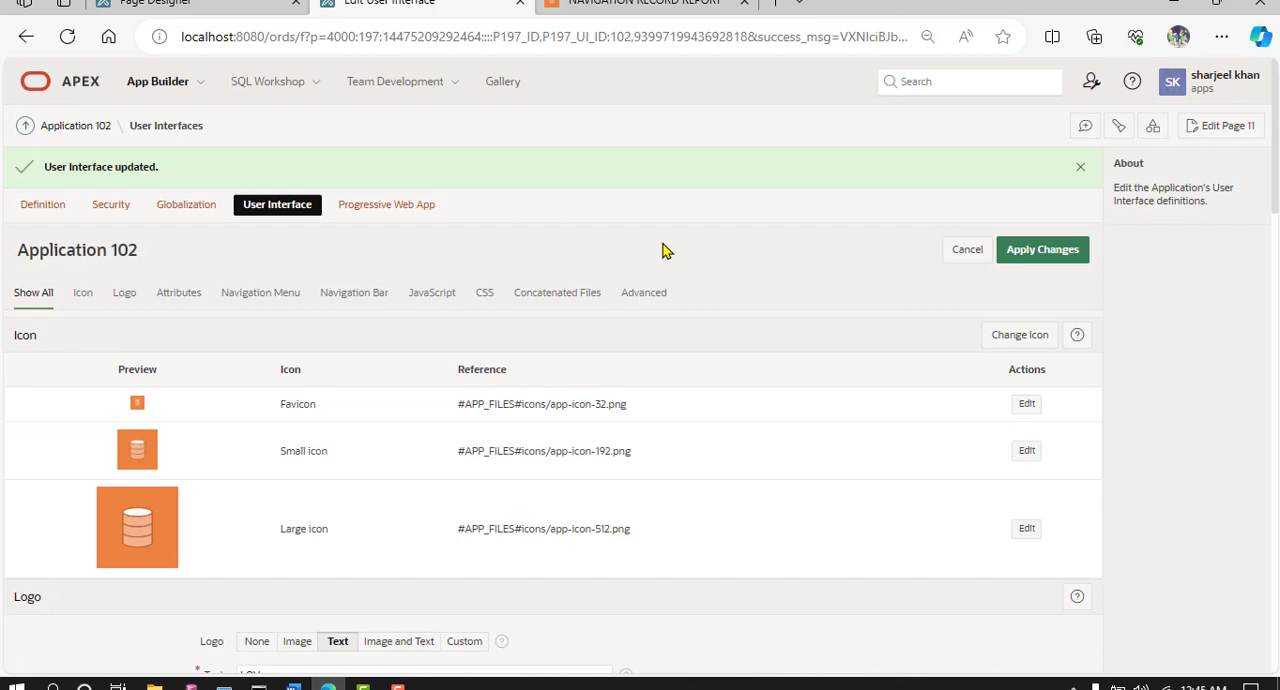 Page Designer
Edit User Interface
NAVIGATION RECORD REPORT
localhost:8080/ords/f?p=4000:197:14475209292464::::P197_ID,P197_UI_ID:102,9399719943692818&success_msg=VXNlciBJb...
APEX App Builder SQL Workshop Team Development Gallery Search SK sharjeel khan
apps
Application 102 \ User Interfaces Edit Page 11
User Interface updated.
About
Edit the Application's User
Interface definitions.
Definition Security Globalization User Interface Progressive Web App
Application 102 Cancel Apply Changes
Show All Icon Logo Attributes Navigation Menu Navigation Bar JavaScript CSS Concatenated Files Advanced
Icon Change Icon
Preview Icon Reference Actions
Favicon #APP_FILES#icons/app-icon-32.png Edit
Small icon #APP_FILES#icons/app-icon-192.png Edit
Large icon #APP_FILES#icons/app-icon-512.png Edit
Logo
Logo None Image Text Image and Text Custom